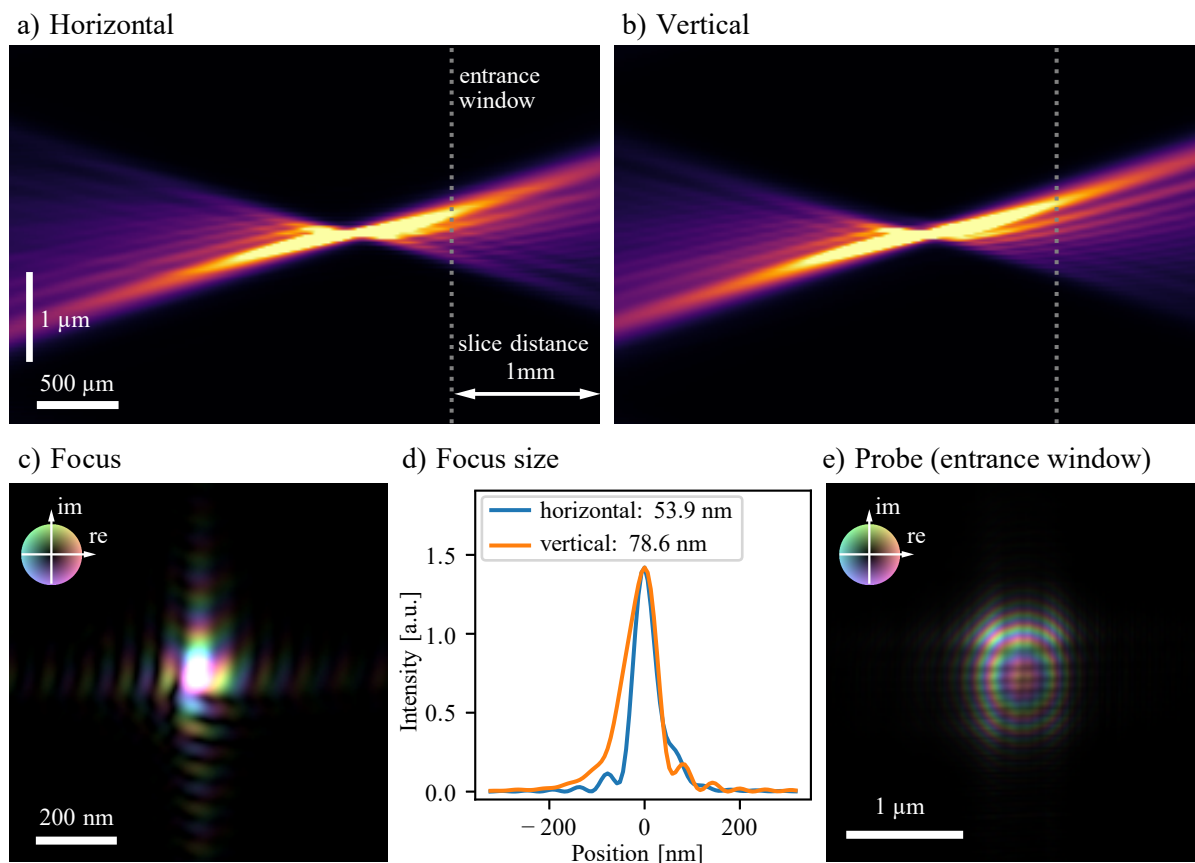 a) Horizontal
b) Vertical
entrance
window
1 µm
500 µm
slice distance
1mm
c) Focus
d) Focus size
e) Probe (entrance window)
im
re
200 nm
horizontal: 53.9 nm
vertical: 78.6 nm
Intensity [a.u.]
1.5
1.0
0.5
0.0
−200
0
200
Position [nm]
im
re
1 µm